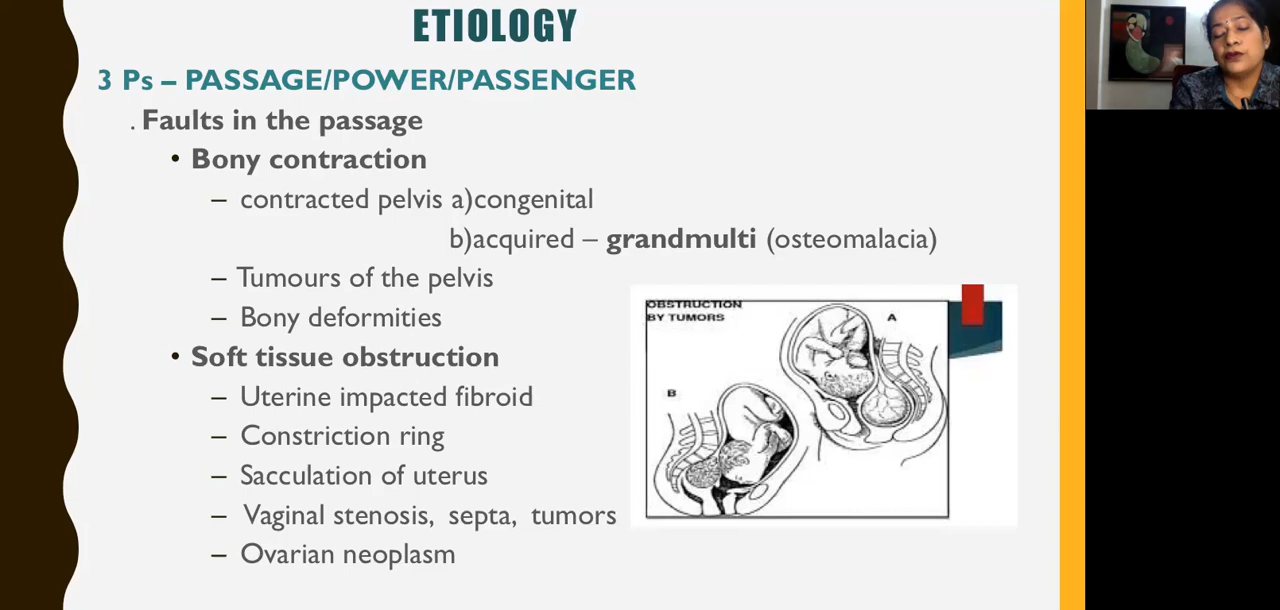 ETIOLOGY
3 Ps – PASSAGE/POWER/PASSENGER
. Faults in the passage
• Bony contraction
– contracted pelvis a)congenital
b)acquired – grandmulti (osteomalacia)
– Tumours of the pelvis
– Bony deformities
• Soft tissue obstruction
– Uterine impacted fibroid
– Constriction ring
– Sacculation of uterus
– Vaginal stenosis, septa, tumors
– Ovarian neoplasm
OBSTRUCTION
BY TUMORS
A
B